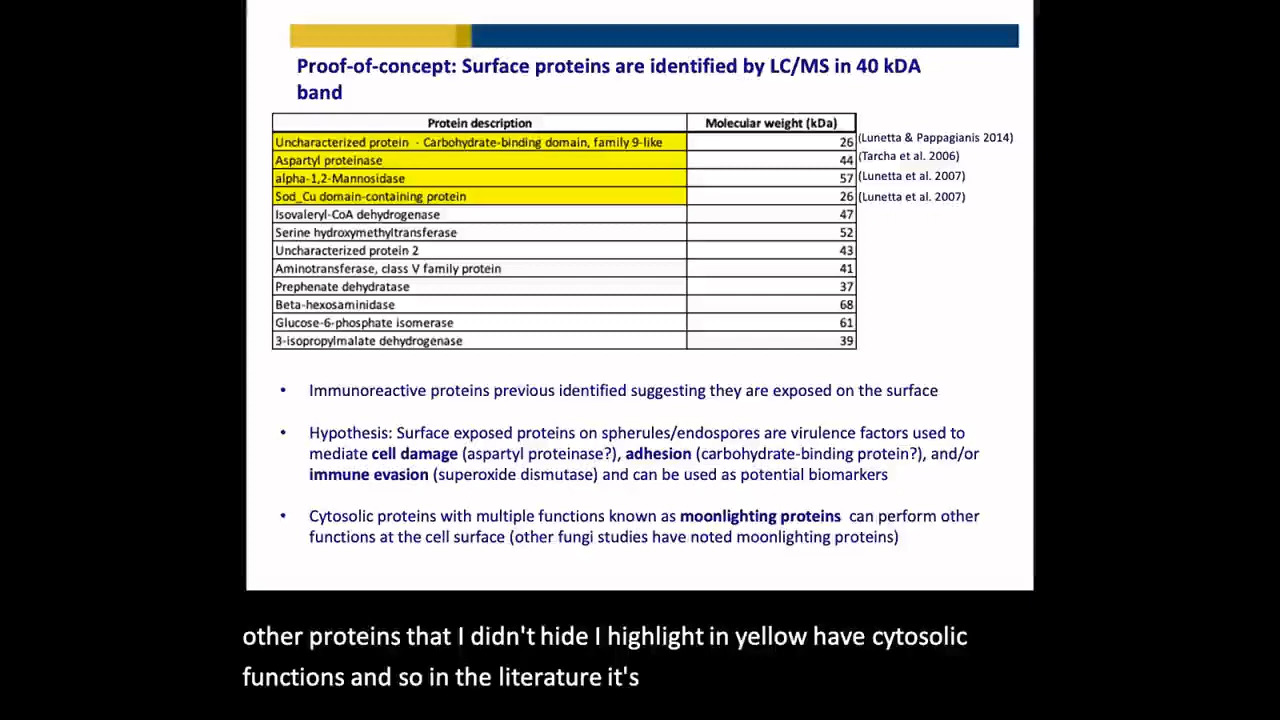 Proof-of-concept: Surface proteins are identified by LC/MS in 40 kDA
band
Protein description Molecular weight (kDa)
Uncharacterized protein - Carbohydrate-binding domain, family 9-like 26 (Lunetta & Pappagianis 2014)
Aspartyl proteinase 44 (Tarcha et al. 2006)
alpha-1,2-Mannosidase 57 (Lunetta et al. 2007)
Sod_Cu domain-containing protein 26 (Lunetta et al. 2007)
Isovaleryl-CoA dehydrogenase 47
Serine hydroxymethyltransferase 52
Uncharacterized protein 2 43
Aminotransferase, class V family protein 41
Prephenate dehydratase 37
Beta-hexosaminidase 68
Glucose-6-phosphate isomerase 61
3-isopropylmalate dehydrogenase 39
• Immunoreactive proteins previous identified suggesting they are exposed on the surface
• Hypothesis: Surface exposed proteins on spherules/endospores are virulence factors used to
mediate cell damage (aspartyl proteinase?), adhesion (carbohydrate-binding protein?), and/or
immune evasion (superoxide dismutase) and can be used as potential biomarkers
• Cytosolic proteins with multiple functions known as moonlighting proteins can perform other
functions at the cell surface (other fungi studies have noted moonlighting proteins)
other proteins that I didn't hide I highlight in yellow have cytosolic
functions and so in the literature it's